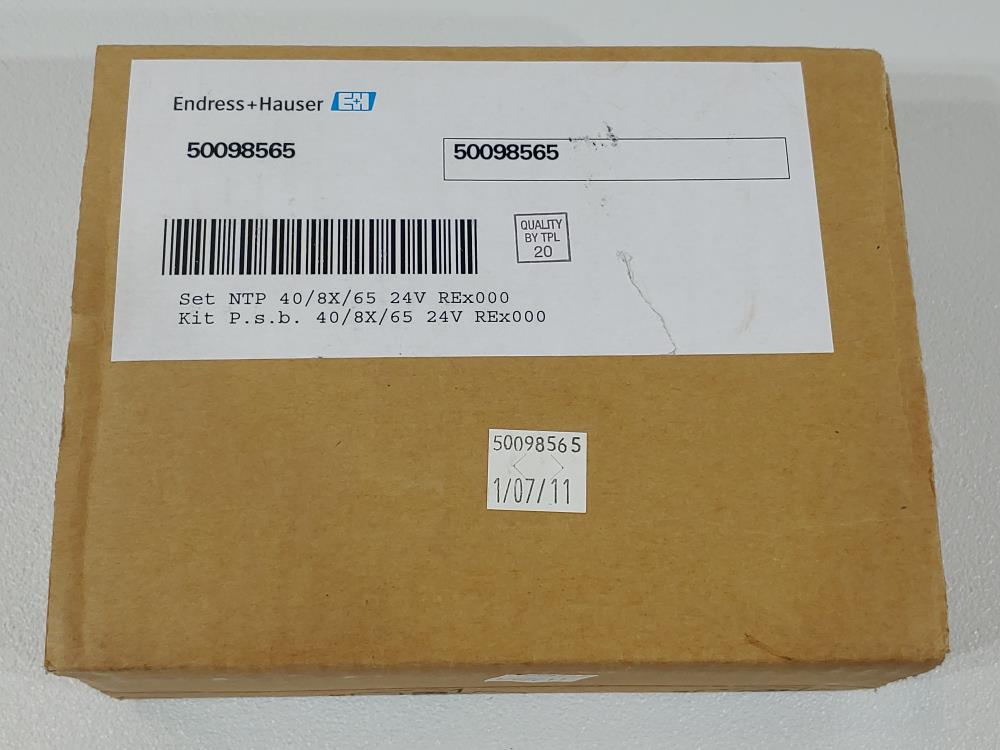 Endress+Hauser EH
50098565
50098565
QUALITY
BY TPL
20
Set NTP 40/8X/65 24V REx000
Kit P.s.b. 40/8X/65 24V REx000
50098565
1/07/11